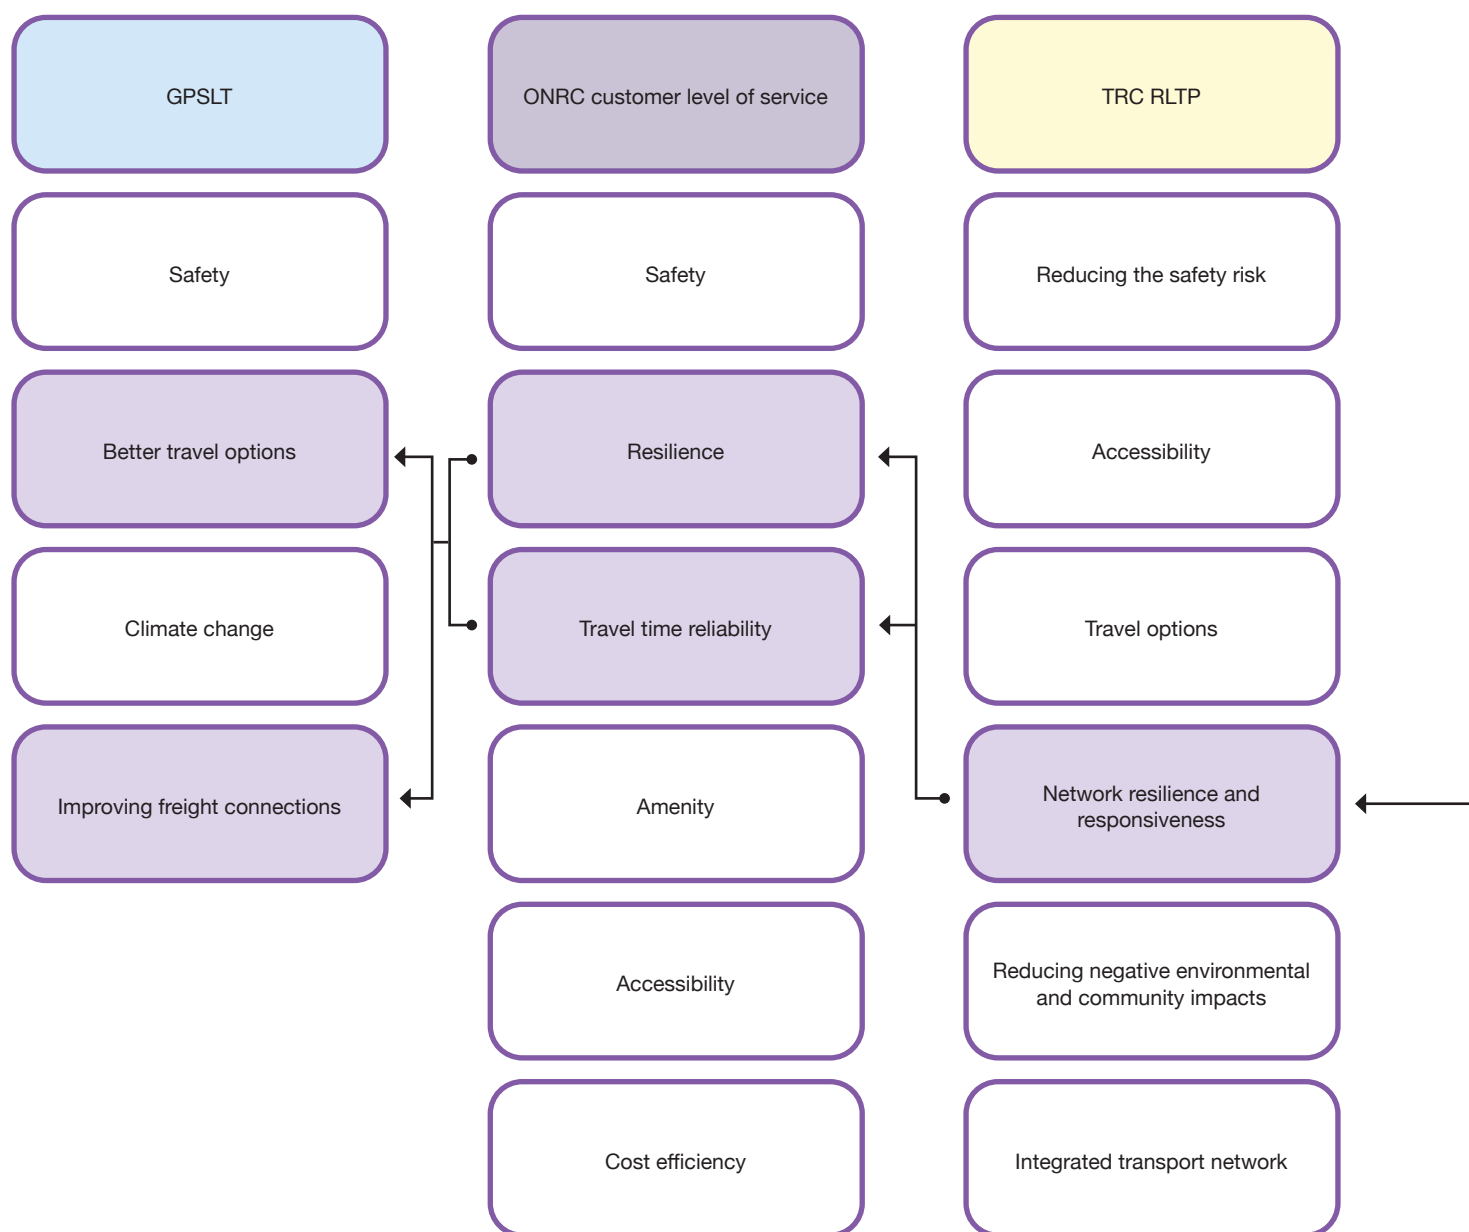 GPSLT
ONRC customer level of service
TRC RLTP
Safety
Safety
Reducing the safety risk
Better travel options
Resilience
Accessibility
Climate change
Travel time reliability
Travel options
Improving freight connections
Amenity
Network resilience and
responsiveness
Accessibility
Reducing negative environmental
and community impacts
Cost efficiency
Integrated transport network